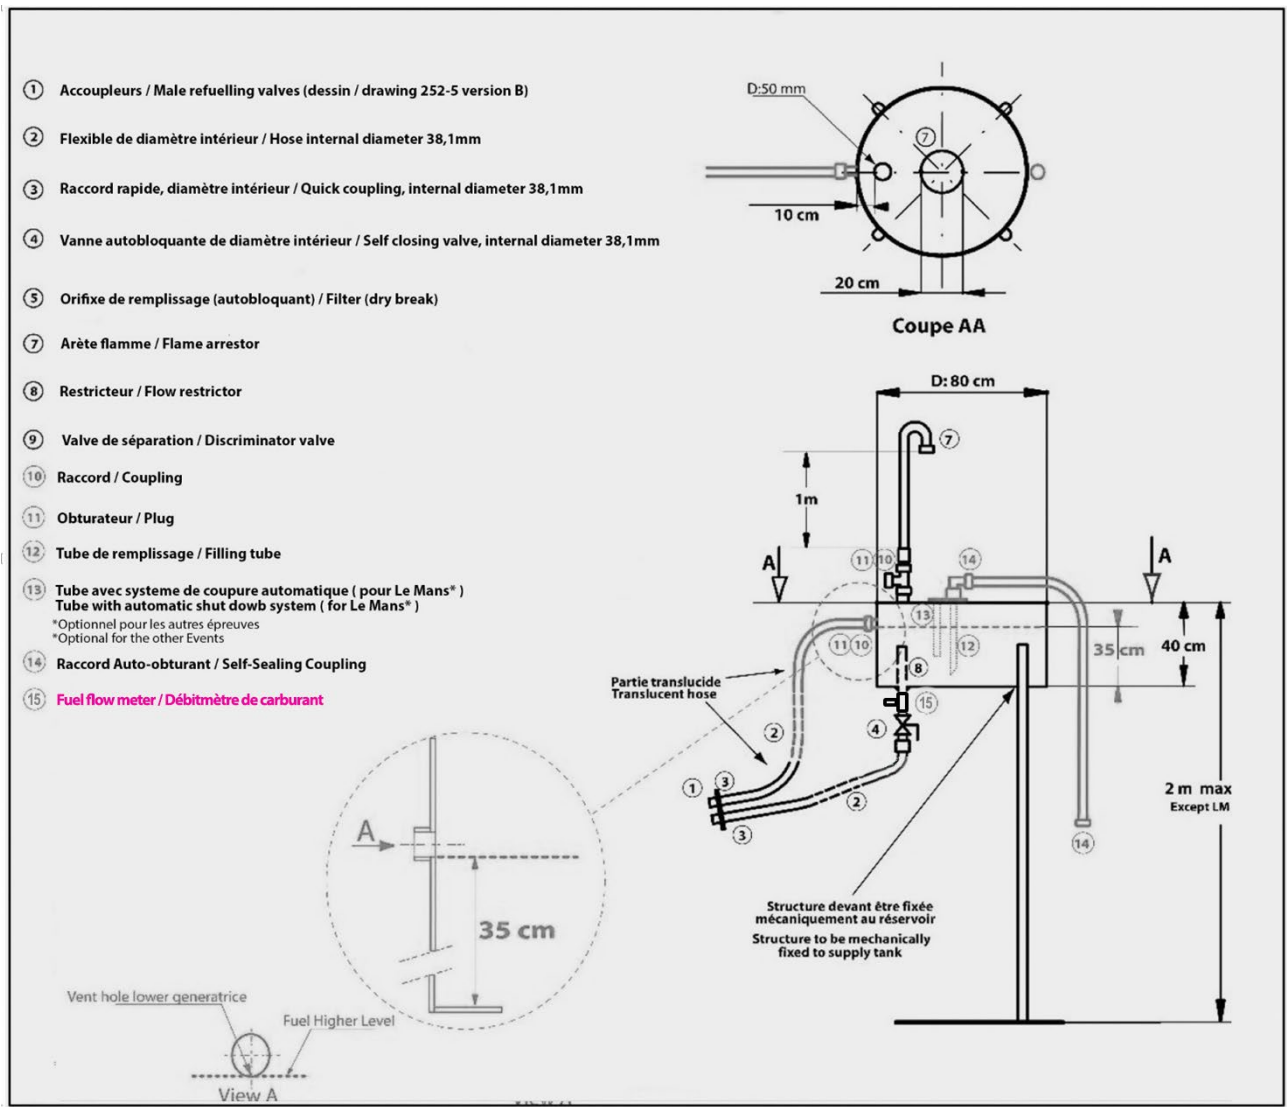 1 Accoupleurs / Male refuelling valves (dessin / drawing 252-5 version B)
2 Flexible de diamètre intérieur / Hose internal diameter 38,1mm
3 Raccord rapide, diamètre intérieur / Quick coupling, internal diameter 38,1mm
4 Vanne autobloquante de diamètre intérieur / Self closing valve, internal diameter 38,1mm
5 Orifixe de remplissage (autobloquant) / Filter (dry break)
7 Arète flamme / Flame arrestor
8 Restricteur / Flow restrictor
9 Valve de séparation / Discriminator valve
10 Raccord / Coupling
11 Obturateur / Plug
12 Tube de remplissage / Filling tube
13 Tube avec systeme de coupure automatique ( pour Le Mans* )
Tube with automatic shut dowb system ( for Le Mans* )
*Optionnel pour les autres épreuves
*Optional for the other Events
14 Raccord Auto-obturant / Self-Sealing Coupling
15 Fuel flow meter / Débitmètre de carburant
D:50 mm
7
10 cm
20 cm
Coupe AA
D: 80 cm
7
1m
A
11 10
14
A
13
11 10
12
35 cm
40 cm
8
Partie translucide
Translucent hose
15
4
2
3
1
2
3
2 m max
Except LM
14
Structure devant être fixée
mécaniquement au réservoir
Structure to be mechanically
fixed to supply tank
A
35 cm
Vent hole lower generatrice
Fuel Higher Level
View A